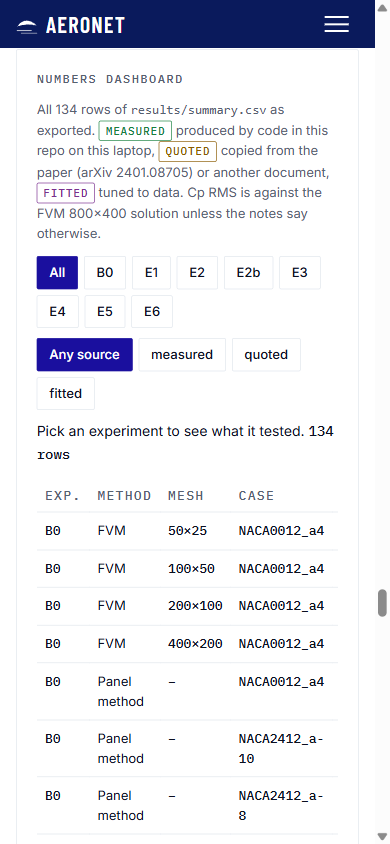 AERONET
NUMBERS DASHBOARD
All 134 rows of results/summary.csv as
exported. MEASURED produced by code in this
repo on this laptop, QUOTED copied from the
paper (arXiv 2401.08705) or another document,
FITTED tuned to data. Cp RMS is against the
FVM 800×400 solution unless the notes say
otherwise.
All B0 E1 E2 E2b E3
E4 E5 E6
Any source measured quoted
fitted
Pick an experiment to see what it tested. 134
rows
EXP. METHOD MESH CASE
B0 FVM 50×25 NACA0012_a4
B0 FVM 100×50 NACA0012_a4
B0 FVM 200×100 NACA0012_a4
B0 FVM 400×200 NACA0012_a4
B0 Panel – NACA0012_a4
method
B0 Panel – NACA2412_a-
method 10
B0 Panel – NACA2412_a-
method 8